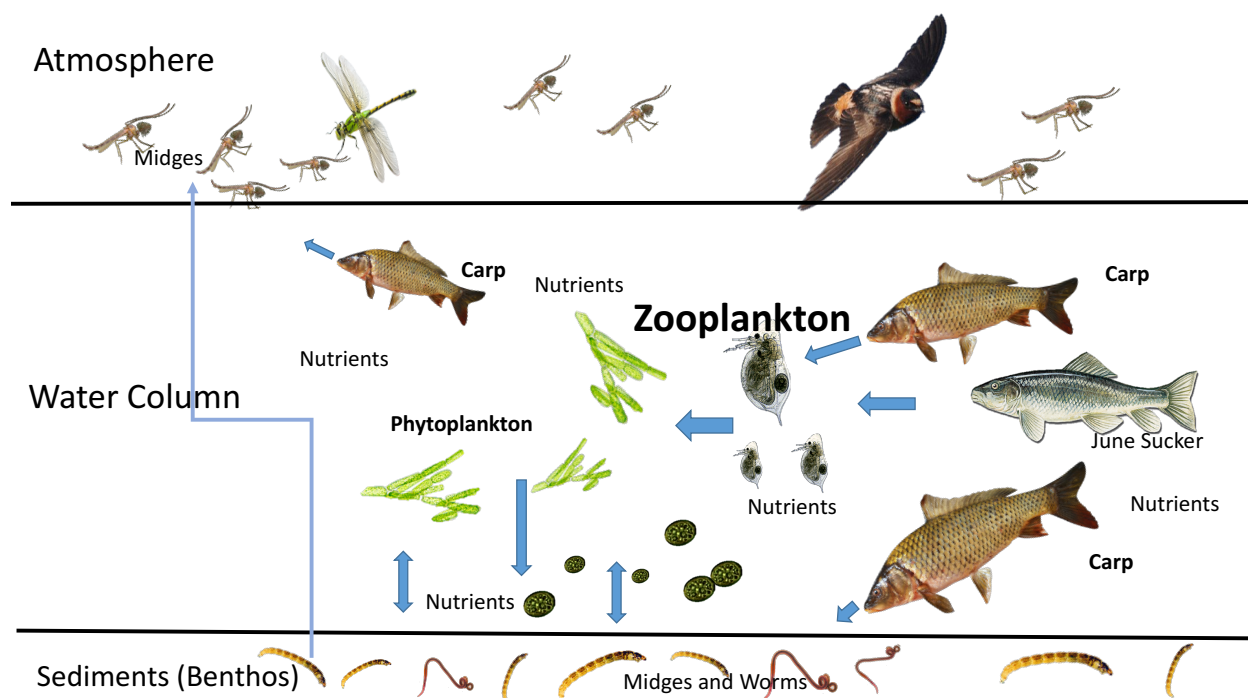 Atmosphere
Midges
Carp
Carp
Nutrients
Zooplankton
Nutrients
Water Column
Phytoplankton
June Sucker
Nutrients
Nutrients
Carp
Nutrients
Sediments (Benthos)
Midges and Worms